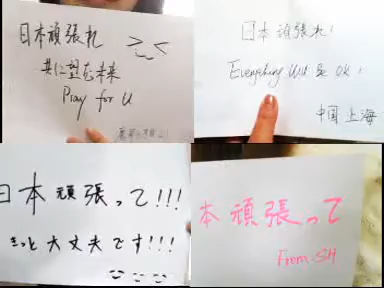 日本頑張れ
共に望む未来
Pray for U
日本 頑張れ!
Everything Will Be OK!
中国 上海
日本 頑張って!!!
きっと 大丈夫です!!!
本 頑張って
From:SH